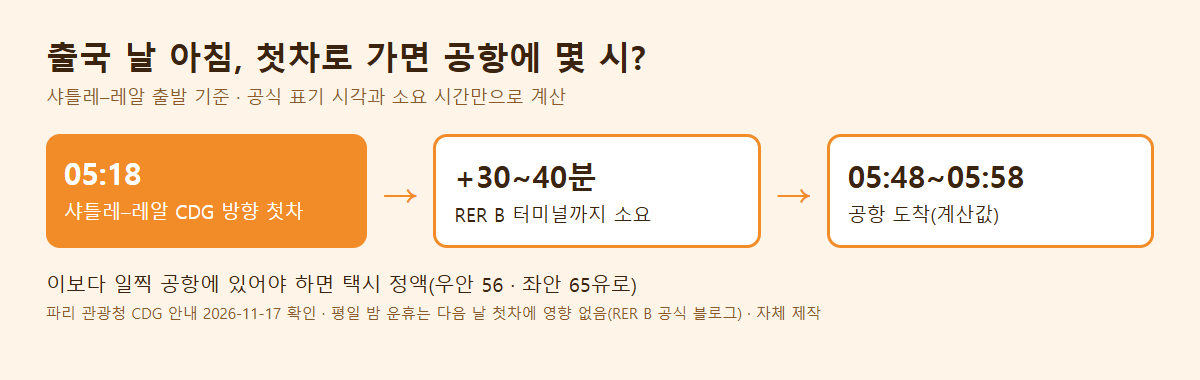 출국 날 아침, 첫차로 가면 공항에 몇 시?
샤틀레–레알 출발 기준 · 공식 표기 시각과 소요 시간만으로 계산
05:18
샤틀레–레알 CDG 방향 첫차
→
+30~40분
RER B 터미널까지 소요
→
05:48~05:58
공항 도착(계산값)
이보다 일찍 공항에 있어야 하면 택시 정액(우안 56 · 좌안 65유로)
파리 관광청 CDG 안내 2026-11-17 확인 · 평일 밤 운휴는 다음 날 첫차에 영향 없음(RER B 공식 블로그) · 자체 제작